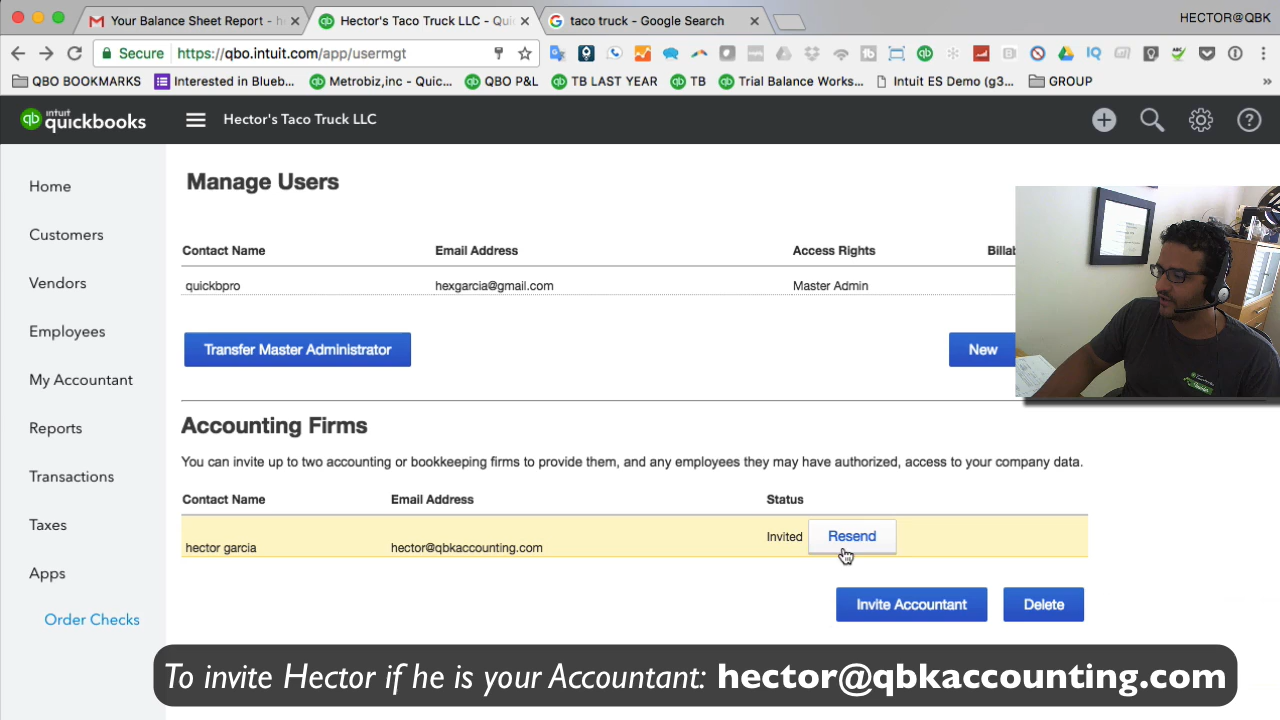 Your Balance Sheet Report - h
Hector's Taco Truck LLC - Qui
taco truck - Google Search
HECTOR@QBK
Secure
https://qbo.intuit.com/app/usermgt
QBO BOOKMARKS
Interested in Blueb...
Metrobiz,inc - Quic...
QBO P&L
TB LAST YEAR
TB
Trial Balance Works...
Intuit ES Demo (g3...
GROUP
»
intuit
quickbooks
Hector's Taco Truck LLC
Home
Customers
Vendors
Employees
My Accountant
Reports
Transactions
Taxes
Apps
Order Checks
Manage Users
Contact Name Email Address Access Rights Billab
quickbpro hexgarcia@gmail.com Master Admin
Transfer Master Administrator
New
Accounting Firms
You can invite up to two accounting or bookkeeping firms to provide them, and any employees they may have authorized, access to your company data.
Contact Name Email Address Status
hector garcia hector@qbkaccounting.com Invited Resend
Invite Accountant
Delete
To invite Hector if he is your Accountant: hector@qbkaccounting.com